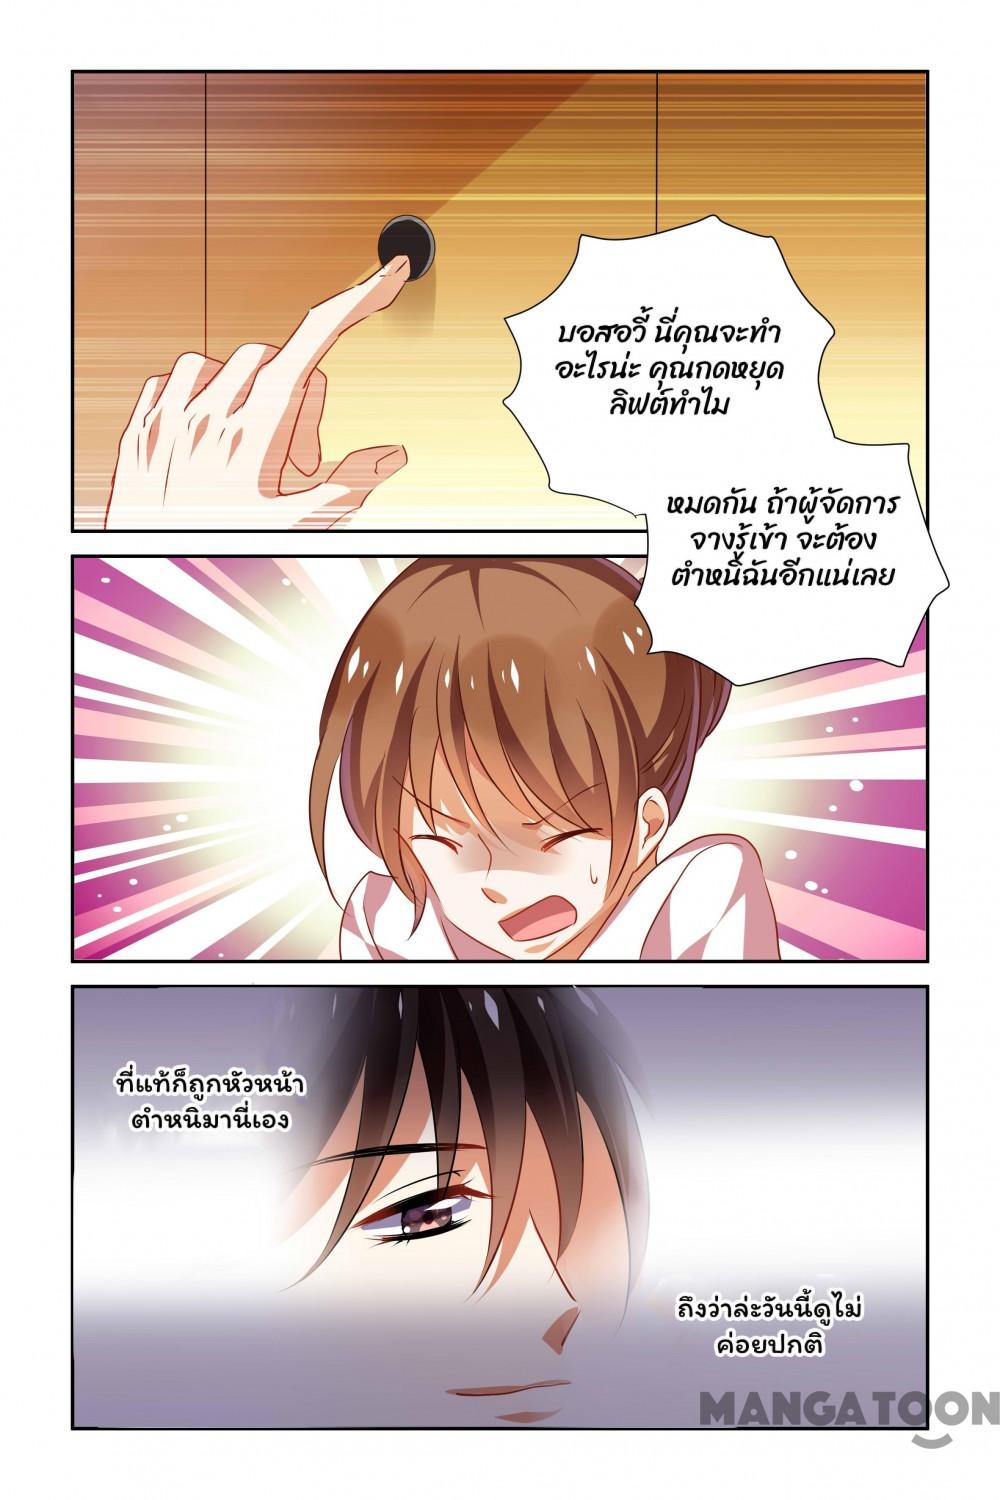 บอสอวี้ นี่คุณจะทำ
อะไรน่ะ คุณกดหยุด
ลิฟต์ทำไม
หมดกัน ถ้าผู้จัดการ
จางรู้เข้า จะต้อง
ตำหนิฉันอีกแน่เลย
ที่แท้ก็ถูกหัวหน้า
ตำหนิมานี่เอง
ถึงว่าล่ะวันนี้ดูไม่
ค่อยปกติ
MANGATOON